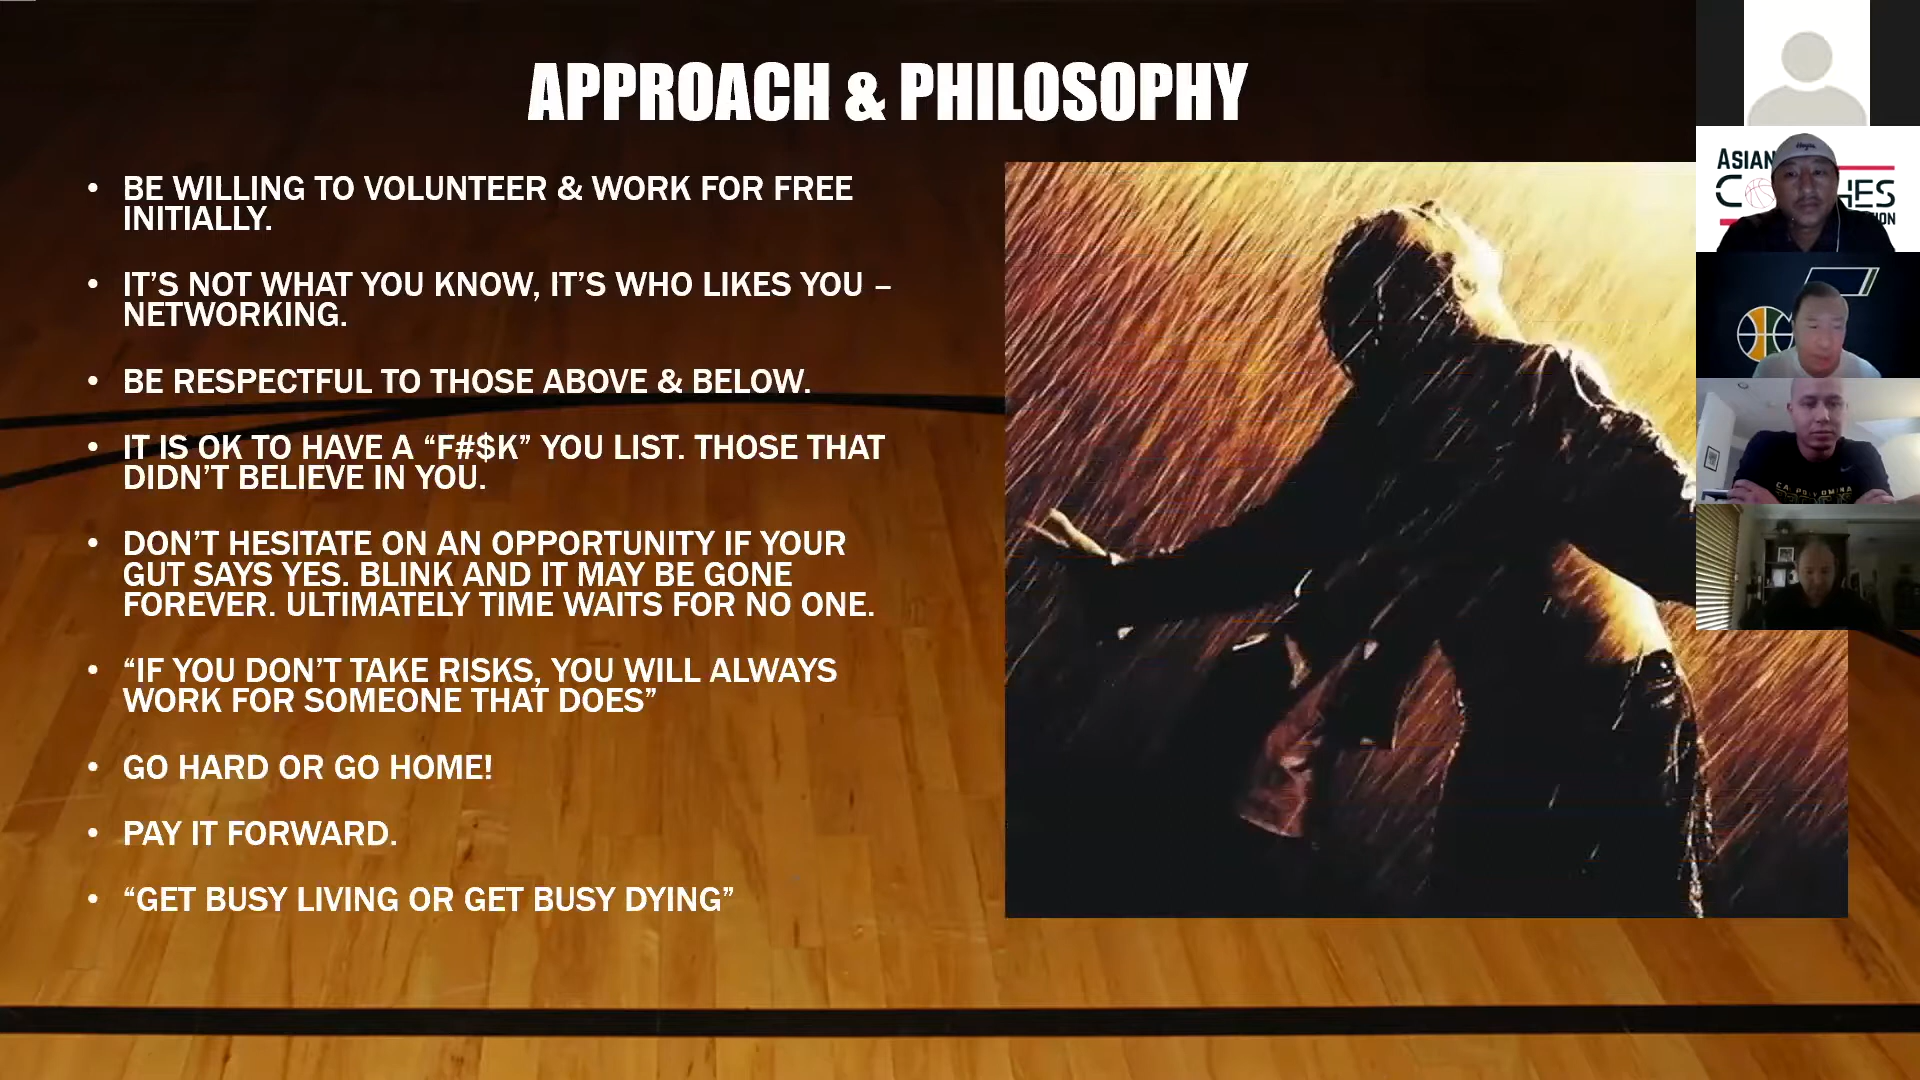 APPROACH & PHILOSOPHY
• BE WILLING TO VOLUNTEER & WORK FOR FREE
INITIALLY.
• IT’S NOT WHAT YOU KNOW, IT’S WHO LIKES YOU –
NETWORKING.
• BE RESPECTFUL TO THOSE ABOVE & BELOW.
• IT IS OK TO HAVE A “F#$K” YOU LIST. THOSE THAT
DIDN’T BELIEVE IN YOU.
• DON’T HESITATE ON AN OPPORTUNITY IF YOUR
GUT SAYS YES. BLINK AND IT MAY BE GONE
FOREVER. ULTIMATELY TIME WAITS FOR NO ONE.
• “IF YOU DON’T TAKE RISKS, YOU WILL ALWAYS
WORK FOR SOMEONE THAT DOES”
• GO HARD OR GO HOME!
• PAY IT FORWARD.
• “GET BUSY LIVING OR GET BUSY DYING”
ASIAN